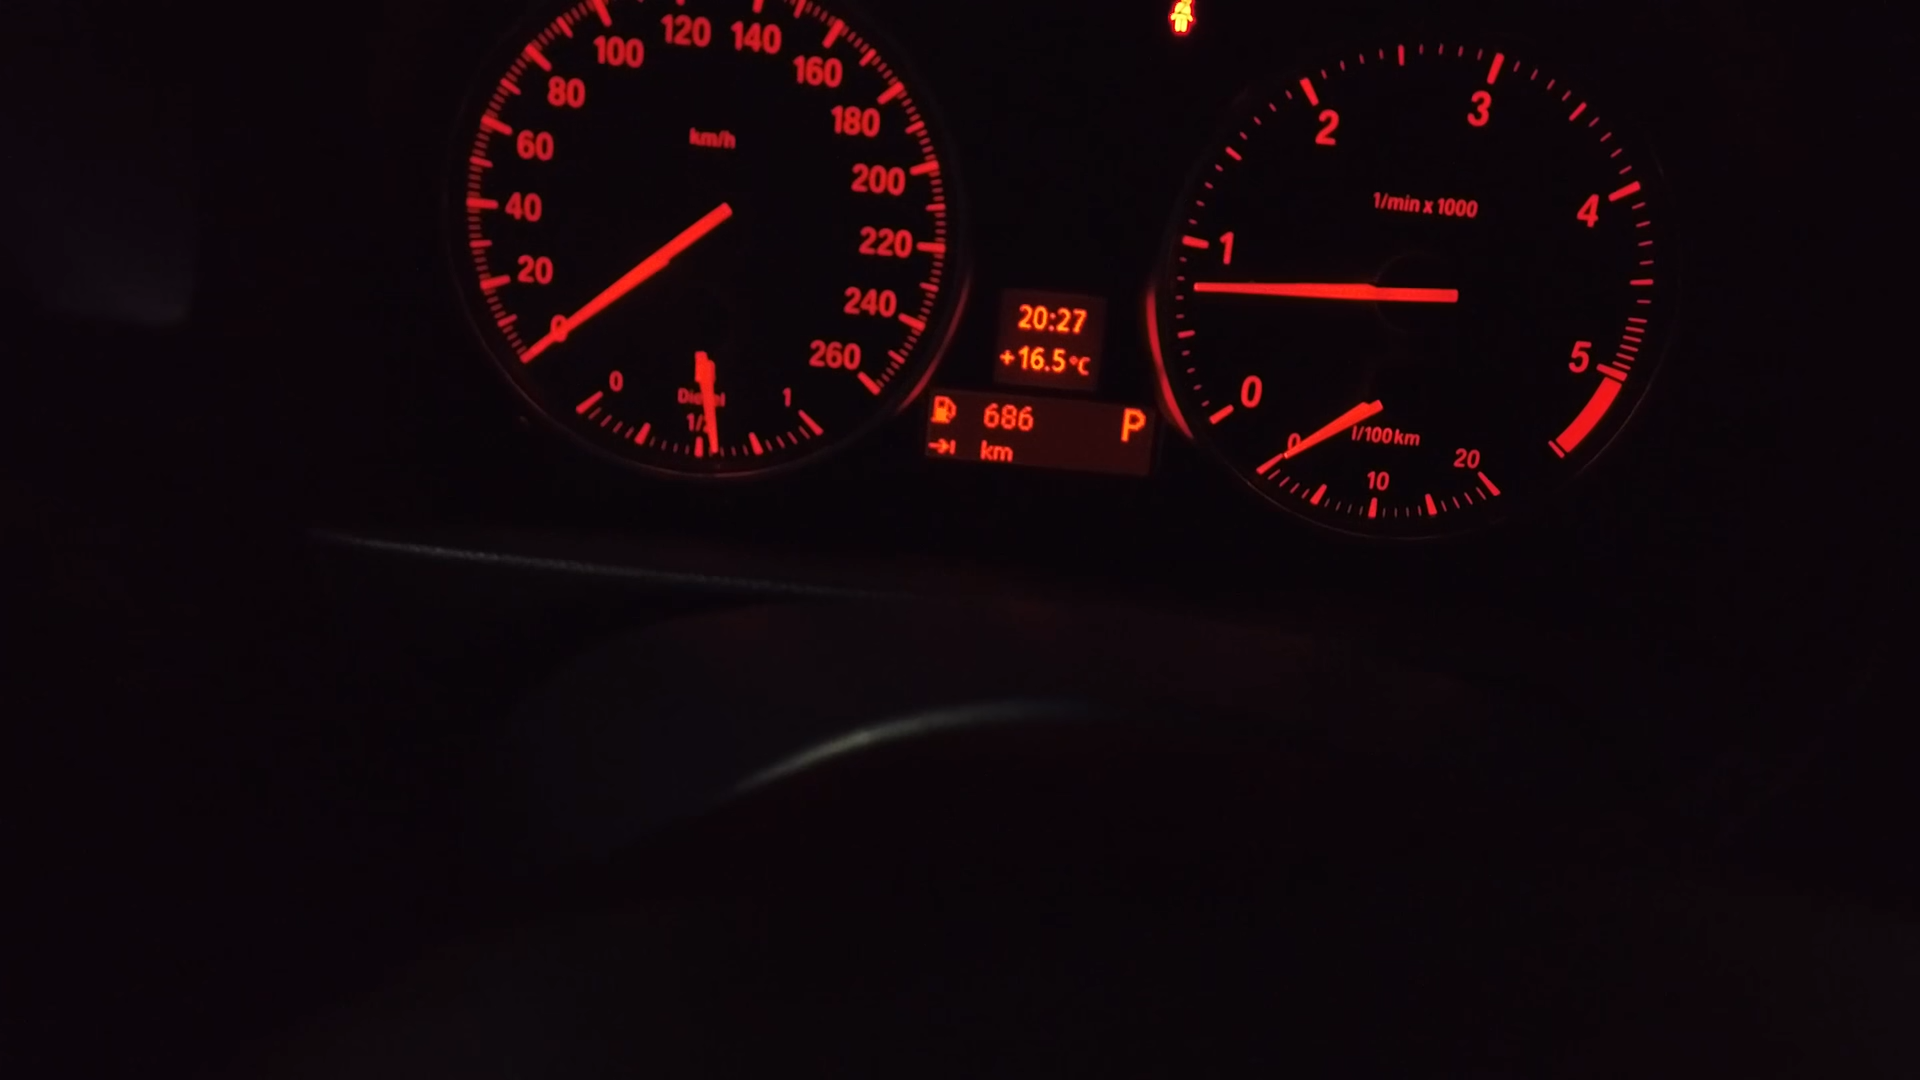 120 140
100 160
80 180
60 200
40 220
20 240
0 260
km/h
0 1/2 1
Diesel
20:27
+16.5°C
686 P
km
0 1 2 3 4 5
1/min x 1000
l/100km
0 10 20